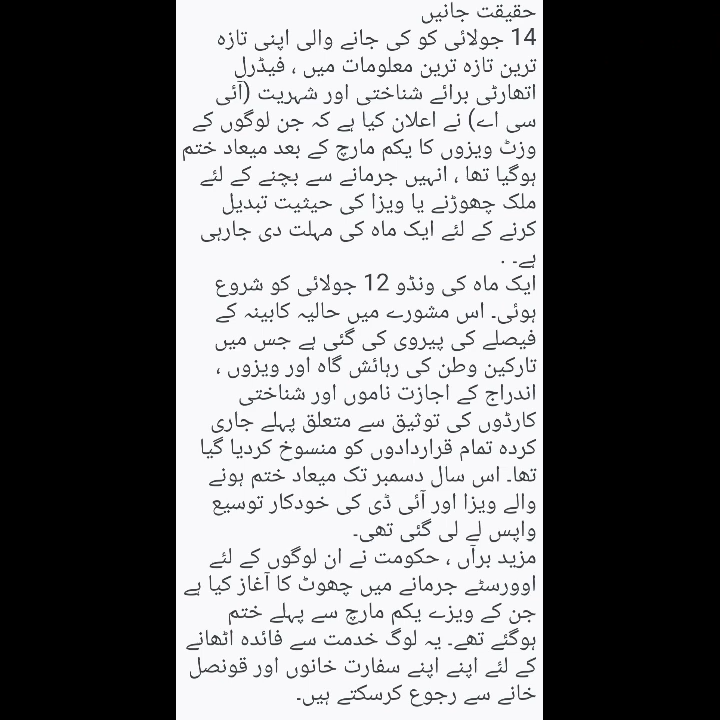 حقیقت جانیں
14 جولائی کو کی جانے والی اپنی تازہ
ترین تازہ ترین معلومات میں ، فیڈرل
اتھارٹی برائے شناختی اور شہریت (آئی
سی اے) نے اعلان کیا ہے کہ جن لوگوں کے
وزٹ ویزوں کا یکم مارچ کے بعد میعاد ختم
ہوگیا تھا ، انہیں جرمانے سے بچنے کے لئے
ملک چھوڑنے یا ویزا کی حیثیت تبدیل
کرنے کے لئے ایک ماہ کی مہلت دی جارہی
ہے۔ .
ایک ماہ کی ونڈو 12 جولائی کو شروع
ہوئی۔ اس مشورے میں حالیہ کابینہ کے
فیصلے کی پیروی کی گئی ہے جس میں
تارکین وطن کی رہائش گاہ اور ویزوں ،
اندراج کے اجازت ناموں اور شناختی
کارڈوں کی توثیق سے متعلق پہلے جاری
کردہ تمام قراردادوں کو منسوخ کردیا گیا
تھا۔ اس سال دسمبر تک میعاد ختم ہونے
والے ویزا اور آئی ڈی کی خودکار توسیع
واپس لے لی گئی تھی۔
مزید برآں ، حکومت نے ان لوگوں کے لئے
اوورسٹے جرمانے میں چھوٹ کا آغاز کیا ہے
جن کے ویزے یکم مارچ سے پہلے ختم
ہوگئے تھے۔ یہ لوگ خدمت سے فائدہ اٹھانے
کے لئے اپنے اپنے سفارت خانوں اور قونصل
خانے سے رجوع کرسکتے ہیں۔